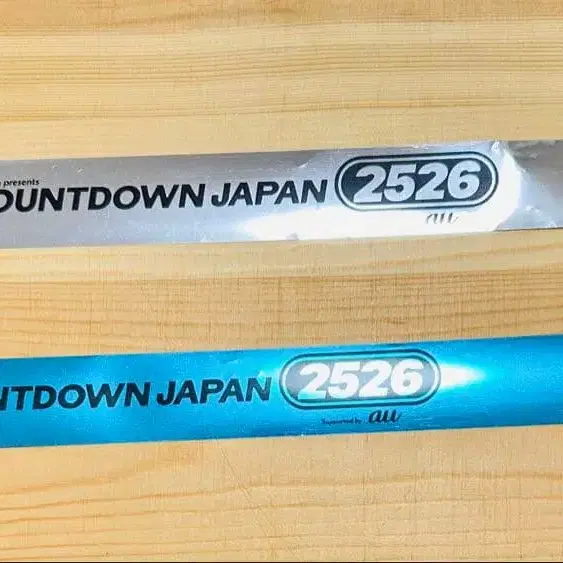 presents
OUNTDOWN JAPAN 2526
au
NTDOWN JAPAN 2526
Supported by au